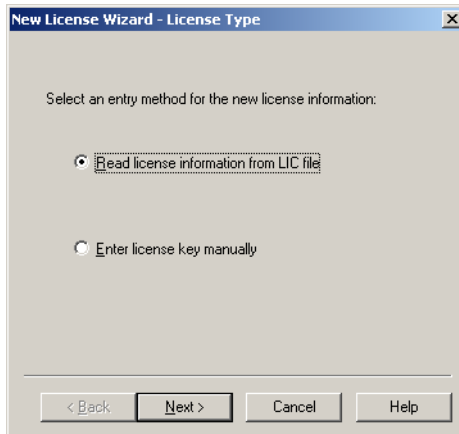 New License Wizard - License Type
Select an entry method for the new license information:
Read license information from LIC file
Enter license key manually
< Back Next > Cancel Help